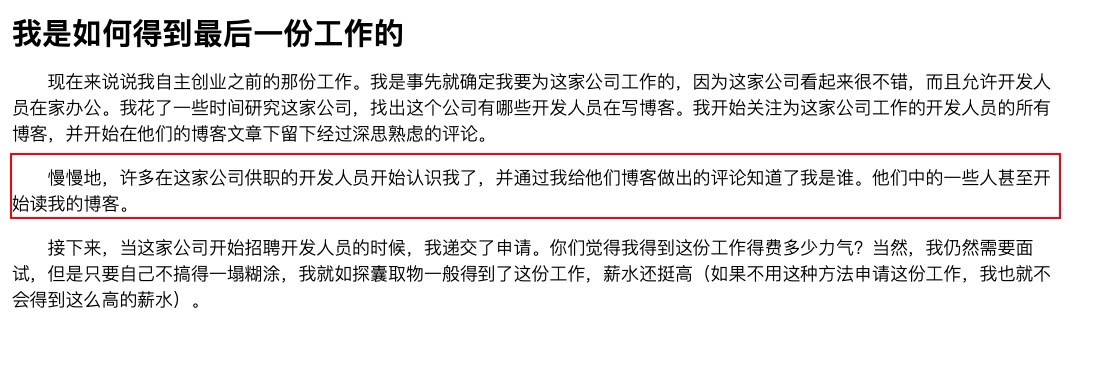 我是如何得到最后一份工作的
现在来说说我自主创业之前的那份工作。我是事先就确定我要为这家公司工作的，因为这家公司看起来很不错，而且允许开发人
员在家办公。我花了一些时间研究这家公司，找出这个公司有哪些开发人员在写博客。我开始关注为这家公司工作的开发人员的所有
博客，并开始在他们的博客文章下留下经过深思熟虑的评论。
慢慢地，许多在这家公司供职的开发人员开始认识我了，并通过我给他们博客做出的评论知道了我是谁。他们中的一些人甚至开
始读我的博客。
接下来，当这家公司开始招聘开发人员的时候，我递交了申请。你们觉得我得到这份工作得费多少力气？当然，我仍然需要面
试，但是只要自己不搞得一塌糊涂，我就如探囊取物一般得到了这份工作，薪水还挺高（如果不用这种方法申请这份工作，我也就不
会得到这么高的薪水）。